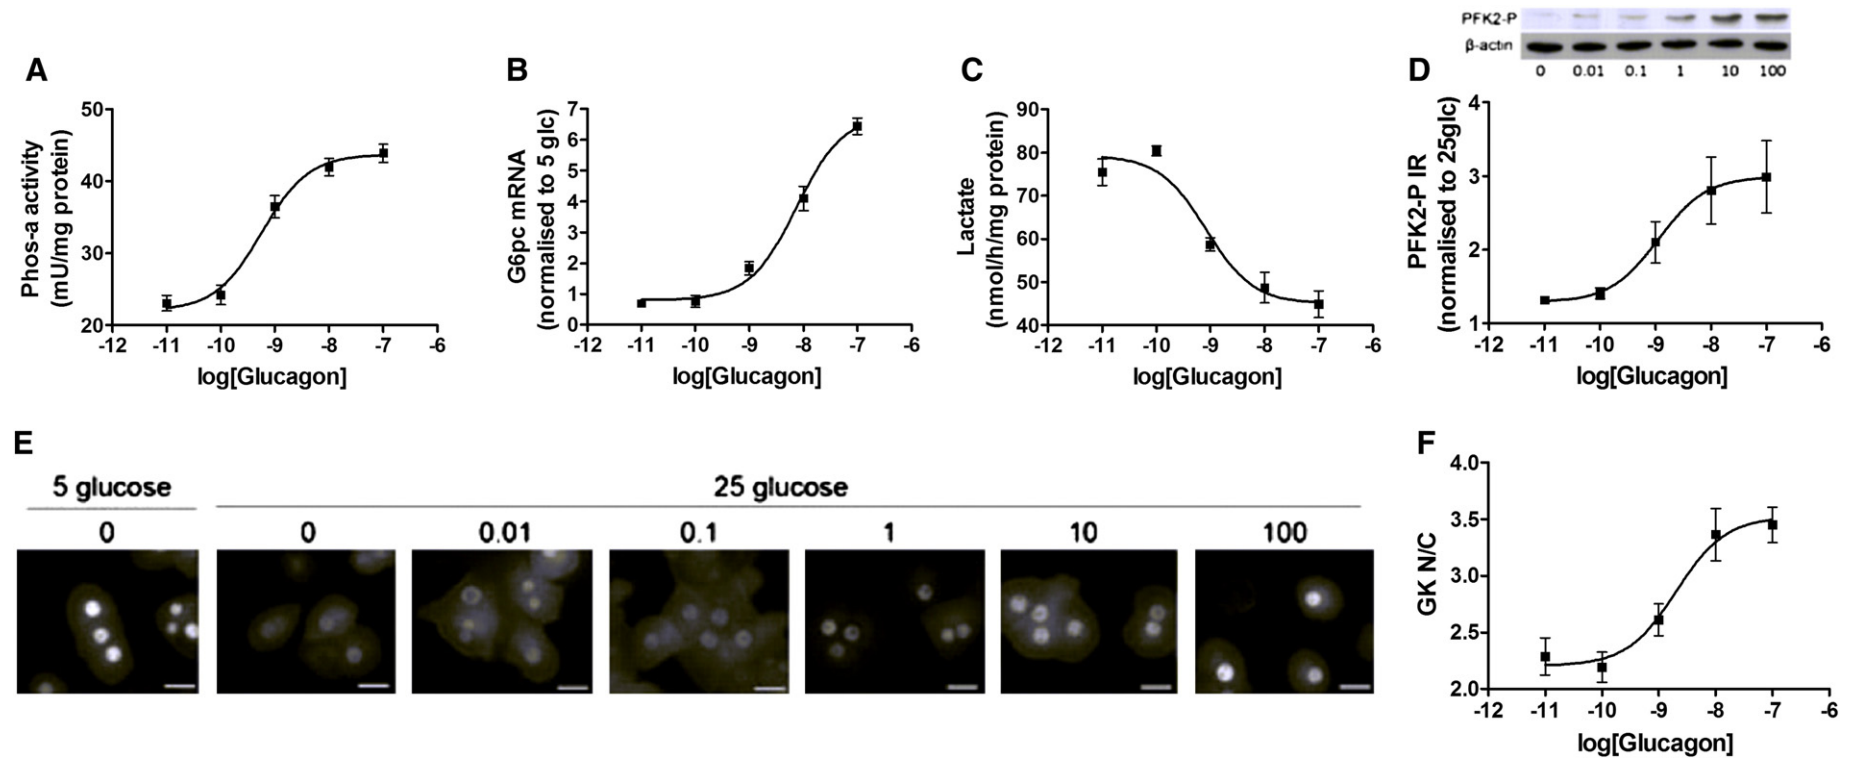 PFK2-P
β-actin
0 0.01 0.1 1 10 100
A
Phos-a activity
(mU/mg protein)
50
40
30
20
-12 -11 -10 -9 -8 -7 -6
log[Glucagon]
B
G6pc mRNA
(normalised to 5 glc)
7
6
5
4
3
2
1
0
-12 -11 -10 -9 -8 -7 -6
log[Glucagon]
C
Lactate
(nmol/h/mg protein)
90
80
70
60
50
40
-12 -11 -10 -9 -8 -7 -6
log[Glucagon]
D
PFK2-P IR
(normalised to 25glc)
4
3
2
1
-12 -11 -10 -9 -8 -7 -6
log[Glucagon]
E
5 glucose 25 glucose
0 0 0.01 0.1 1 10 100
F
GK N/C
4.0
3.5
3.0
2.5
2.0
-12 -11 -10 -9 -8 -7 -6
log[Glucagon]